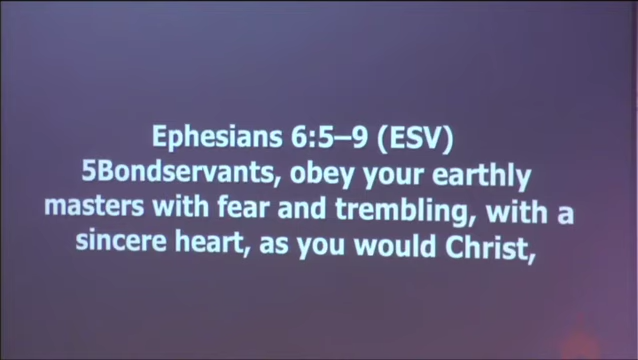 Ephesians 6:5–9 (ESV)
5Bondservants, obey your earthly
masters with fear and trembling, with a
sincere heart, as you would Christ,